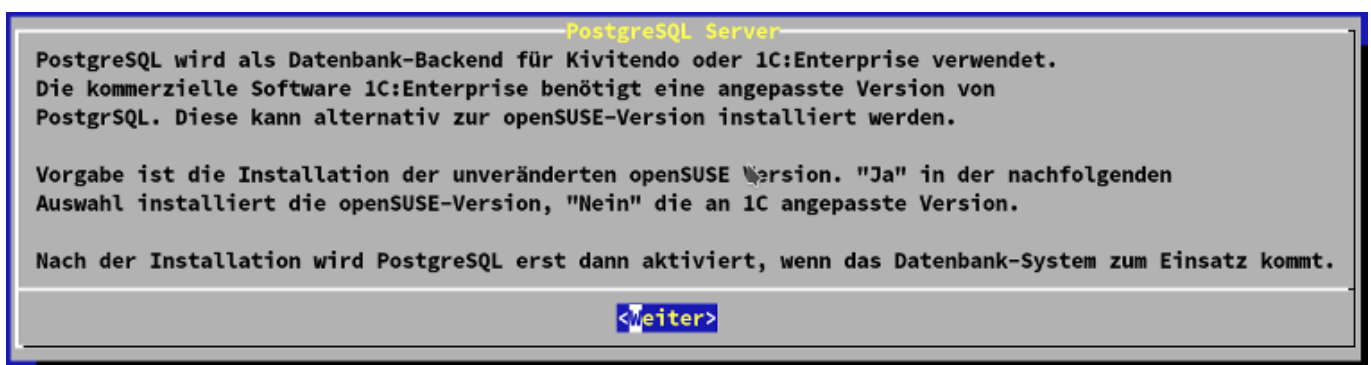 PostgreSQL Server
PostgreSQL wird als Datenbank-Backend für Kivitendo oder 1C:Enterprise verwendet.
Die kommerzielle Software 1C:Enterprise benötigt eine angepasste Version von
PostgrSQL. Diese kann alternativ zur openSUSE-Version installiert werden.
Vorgabe ist die Installation der unveränderten openSUSE Version. "Ja" in der nachfolgenden
Auswahl installiert die openSUSE-Version, "Nein" die an 1C angepasste Version.
Nach der Installation wird PostgreSQL erst dann aktiviert, wenn das Datenbank-System zum Einsatz kommt.
<Weiter>